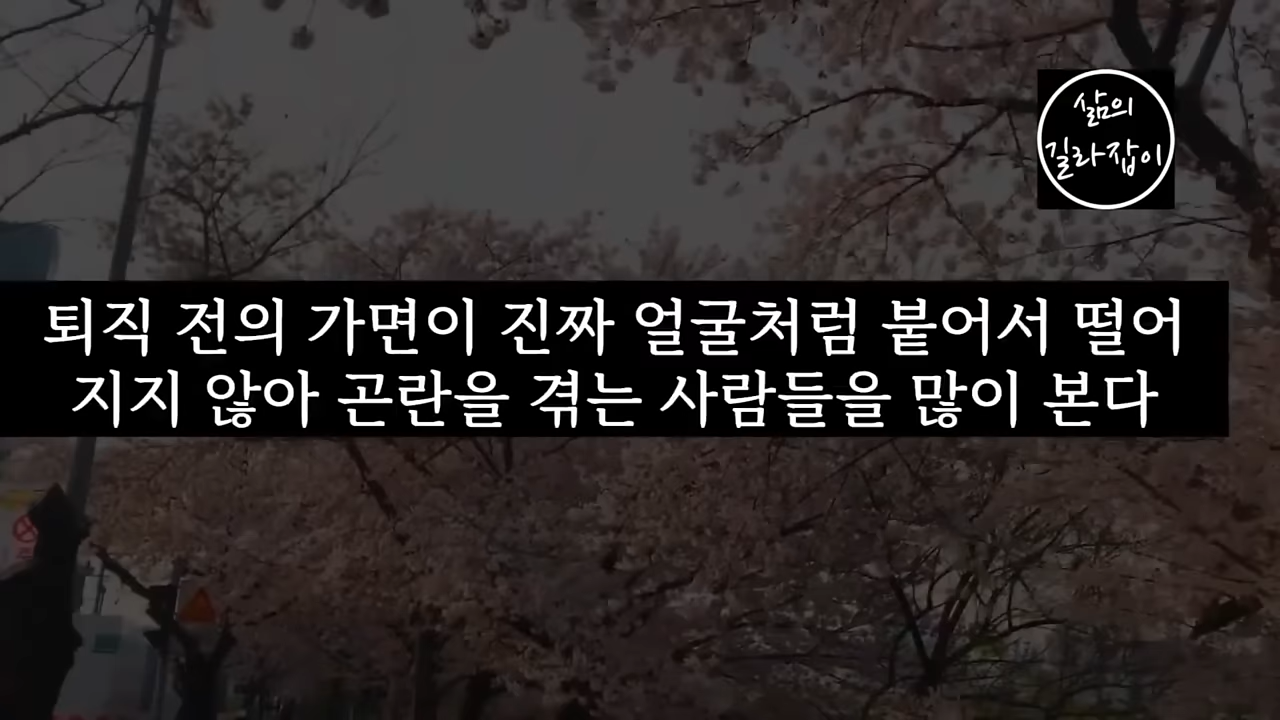 삶의
길라잡이
퇴직 전의 가면이 진짜 얼굴처럼 붙어서 떨어
지지 않아 곤란을 겪는 사람들을 많이 본다